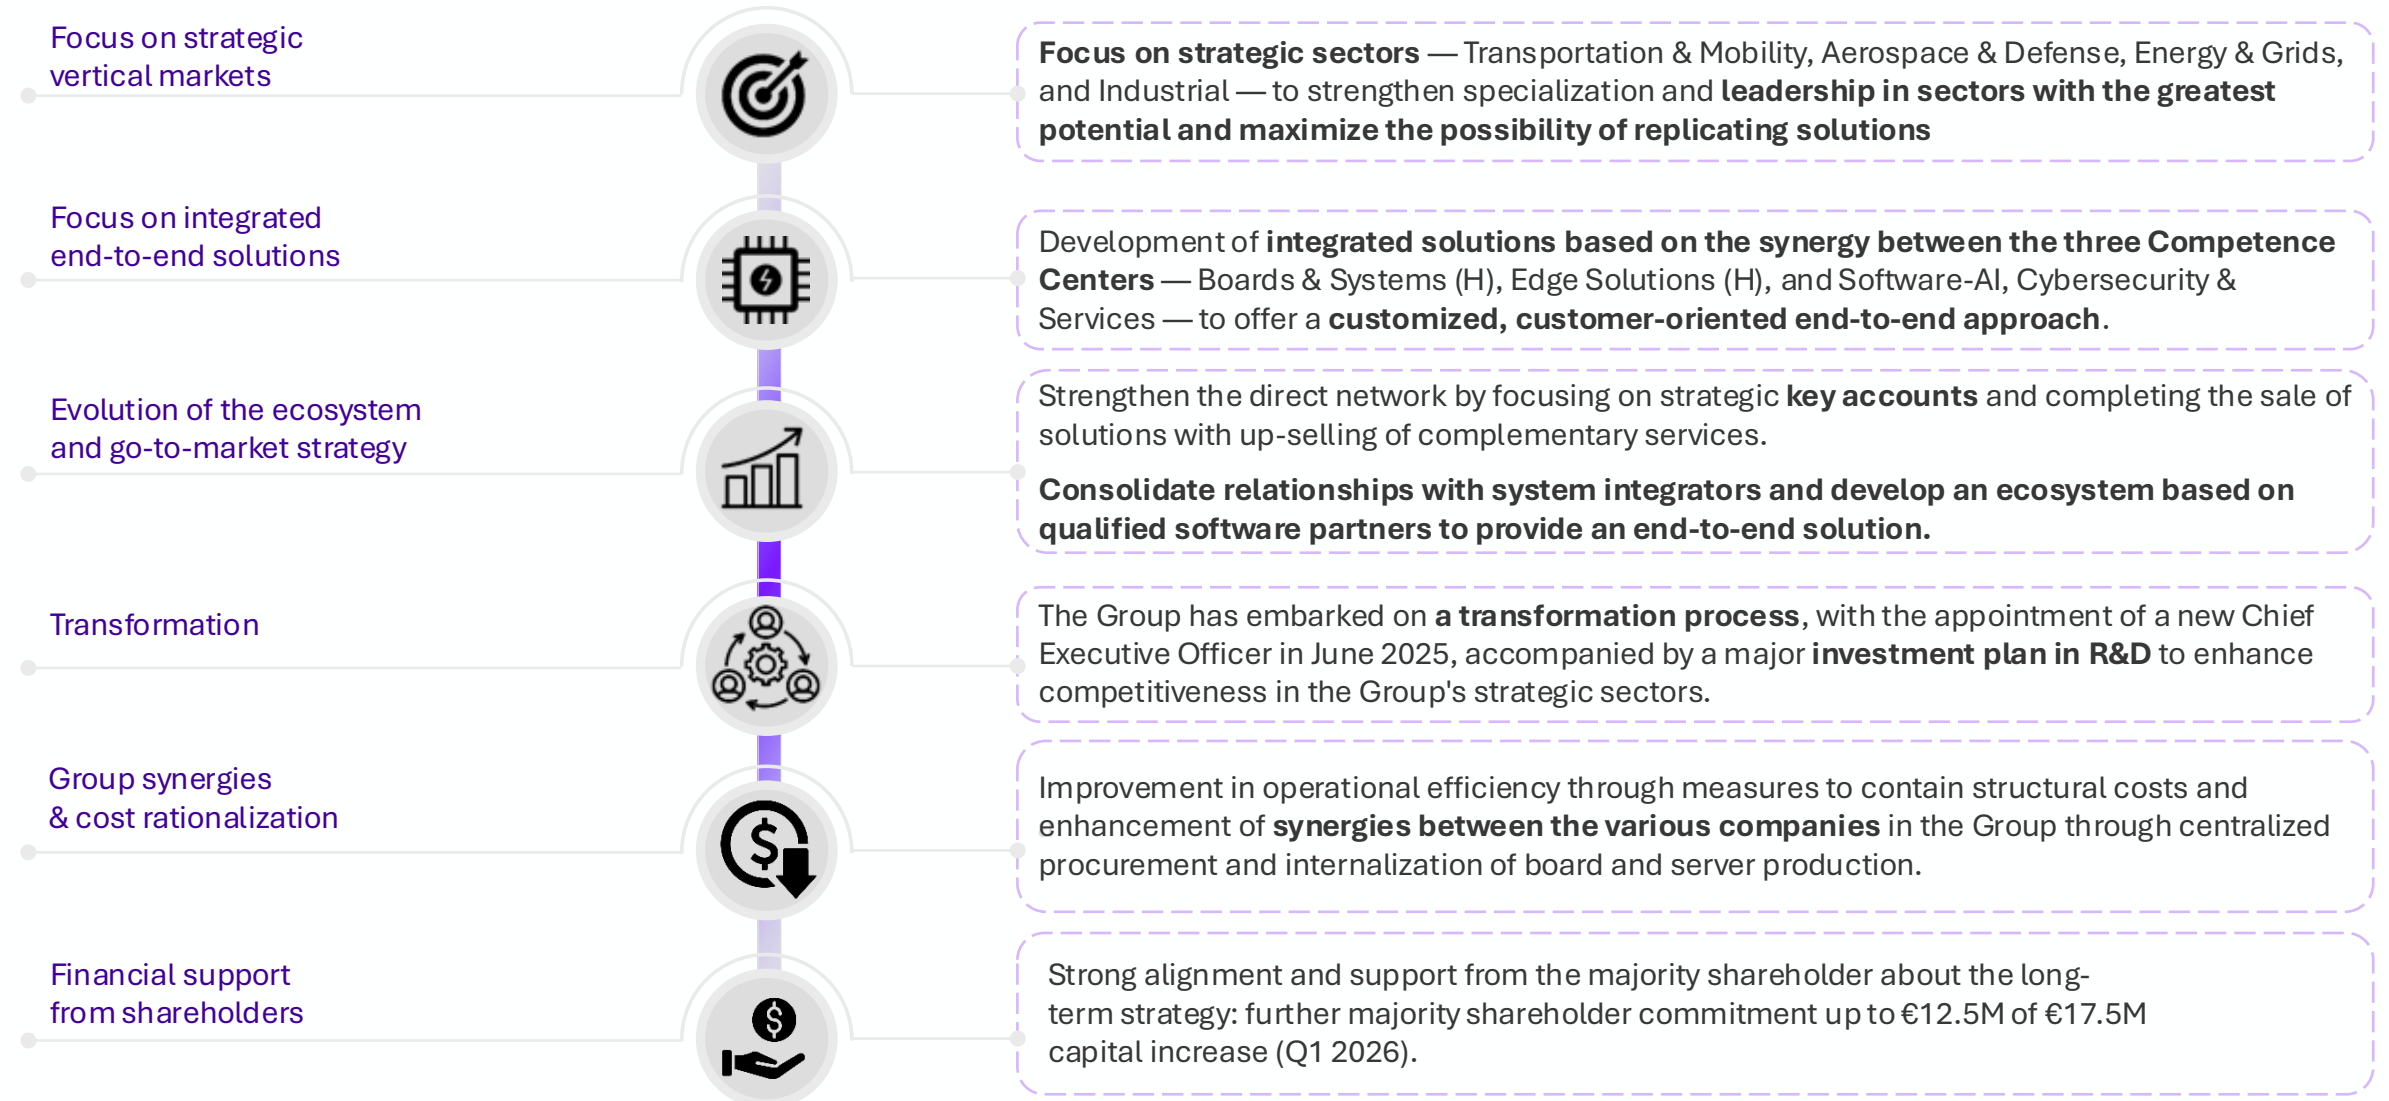 Focus on strategic
vertical markets
Focus on strategic sectors — Transportation & Mobility, Aerospace & Defense, Energy & Grids,
and Industrial — to strengthen specialization and leadership in sectors with the greatest
potential and maximize the possibility of replicating solutions
Focus on integrated
end-to-end solutions
Development of integrated solutions based on the synergy between the three Competence
Centers — Boards & Systems (H), Edge Solutions (H), and Software-AI, Cybersecurity &
Services — to offer a customized, customer-oriented end-to-end approach.
Evolution of the ecosystem
and go-to-market strategy
Strengthen the direct network by focusing on strategic key accounts and completing the sale of
solutions with up-selling of complementary services.
Consolidate relationships with system integrators and develop an ecosystem based on
qualified software partners to provide an end-to-end solution.
Transformation
The Group has embarked on a transformation process, with the appointment of a new Chief
Executive Officer in June 2025, accompanied by a major investment plan in R&D to enhance
competitiveness in the Group's strategic sectors.
Group synergies
& cost rationalization
Improvement in operational efficiency through measures to contain structural costs and
enhancement of synergies between the various companies in the Group through centralized
procurement and internalization of board and server production.
Financial support
from shareholders
Strong alignment and support from the majority shareholder about the long-
term strategy: further majority shareholder commitment up to €12.5M of €17.5M
capital increase (Q1 2026).